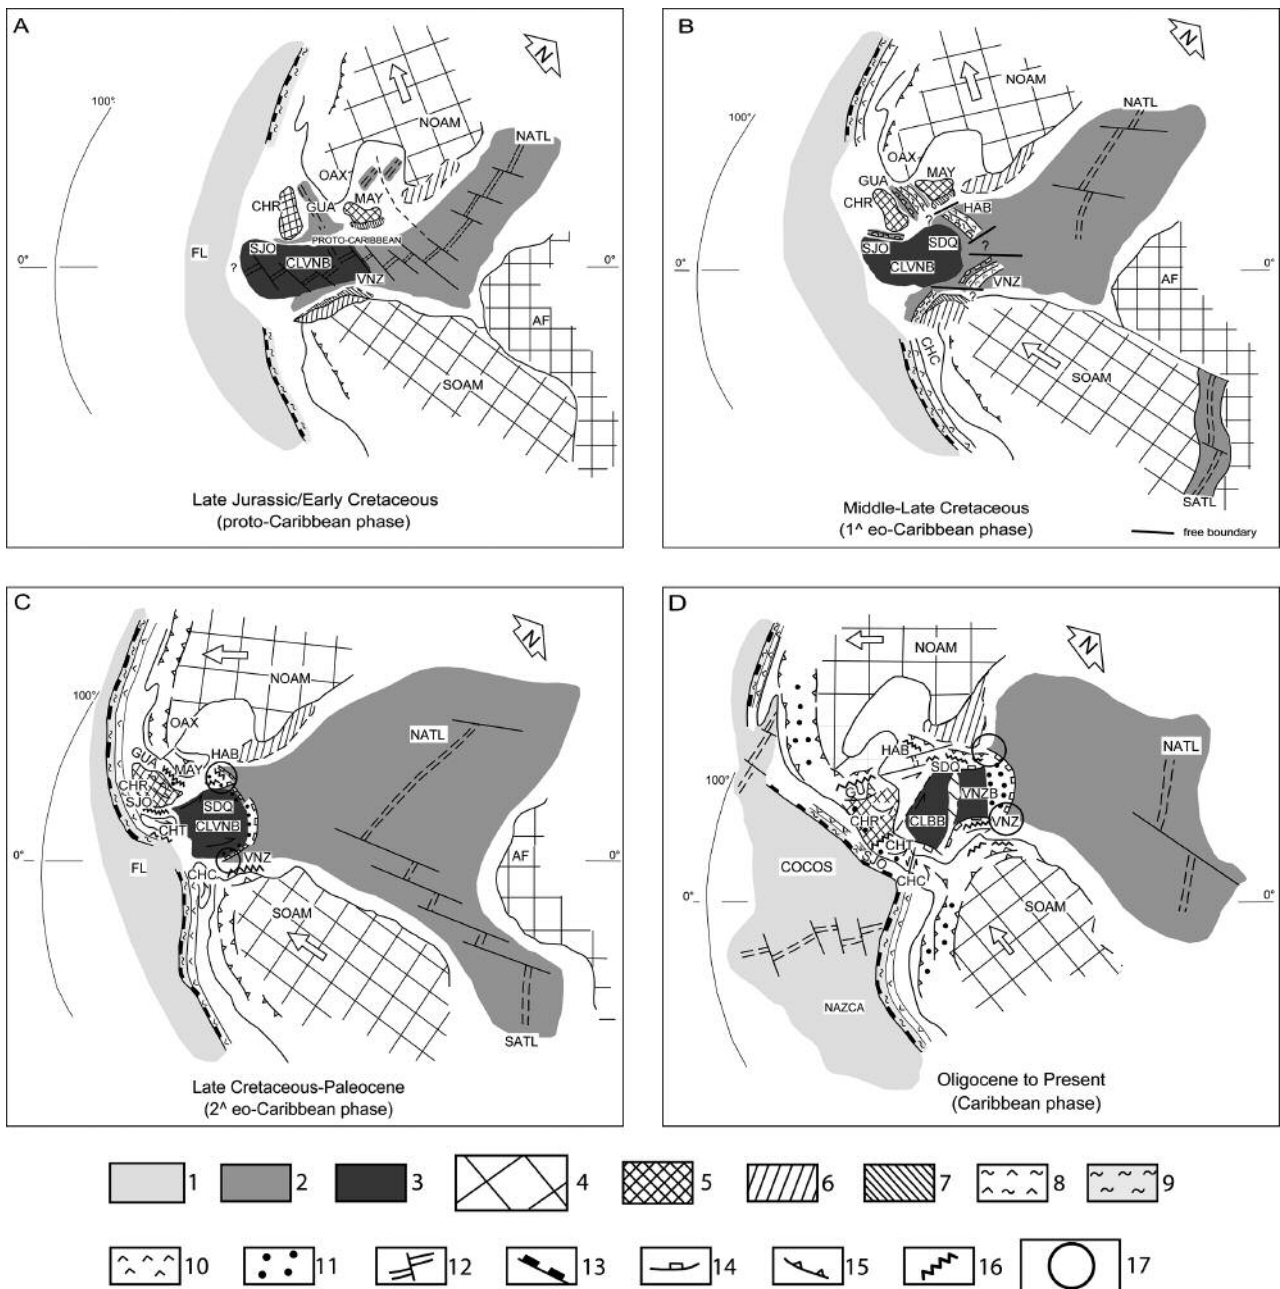 A
N
100°
NOAM
NATL
OAX
MAY
CHR
GUA
PROTO-CARIBBEAN
SJO
FL
?
CLVNB
VNZ
0°
0°
AF
SOAM
Late Jurassic/Early Cretaceous
(proto-Caribbean phase)
B
N
NOAM
NATL
100°
OAX
GUA
MAY
CHR
HAB
?
SJO
SDQ
?
CLVNB
VNZ
0°
0°
AF
?
CHC
SOAM
SATL
Middle-Late Cretaceous
(1^ eo-Caribbean phase)
free boundary
C
N
NOAM
100°
OAX
NATL
GUA
HAB
MAY
CHR
SJO
SDQ
CHT
CLVNB
0°
VNZ
AF
0°
FL
CHC
SOAM
SATL
Late Cretaceous-Paleocene
(2^ eo-Caribbean phase)
D
N
NOAM
HAB
NATL
SDQ
100°
GUA
VNZB
CHR
CLBB
VNZ
CHT
SJO
COCOS
CHC
0°
0°
SOAM
NAZCA
Oligocene to Present
(Caribbean phase)
1
2
3
4
5
6
7
8
9
10
11
12
13
14
15
16
17